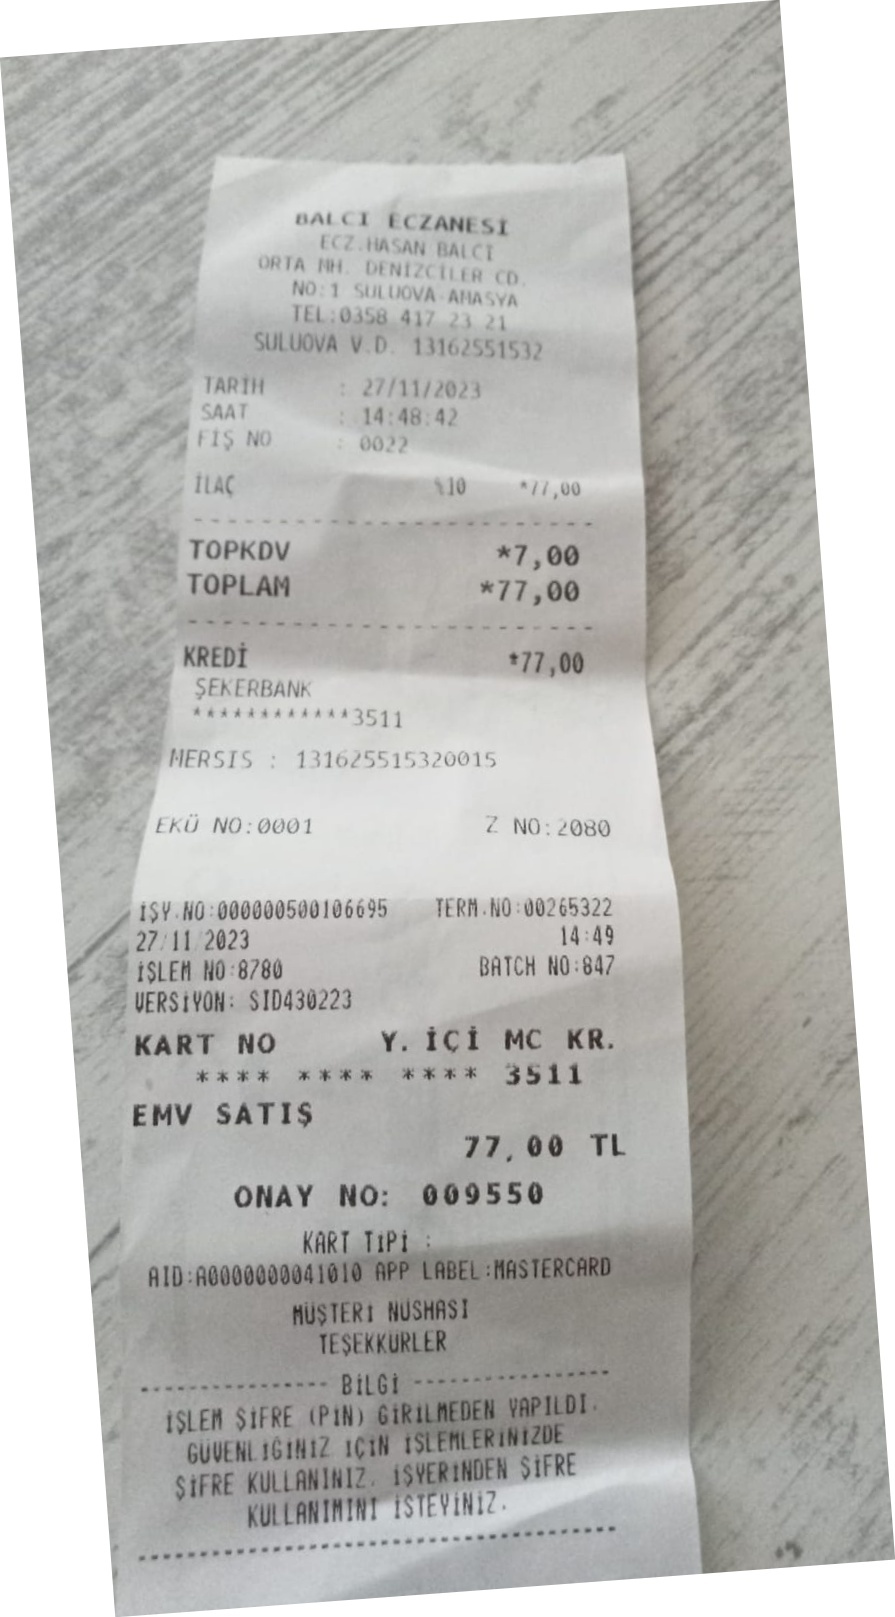 BALCI ECZANESİ
ECZ.HASAN BALCI
ORTA MH. DENİZCİLER CD.
NO:1 SULUOVA-AMASYA
TEL:0358 417 23 21
SULUOVA V.D. 13162551532
TARİH : 27/11/2023
SAAT : 14:48:42
FİŞ NO : 0022
İLAÇ %10 *77,00
TOPKDV *7,00
TOPLAM *77,00
KREDİ *77,00
ŞEKERBANK
************3511
MERSIS : 131625515320015
EKÜ NO:0001 Z NO:2080
İŞY.NO:000000500106695 TERM.NO:00265322
27/11/2023 14:49
İŞLEM NO:8780 BATCH NO:847
VERSİYON: SID430223
KART NO Y. İÇİ MC KR.
**** **** **** 3511
EMV SATIŞ
77,00 TL
ONAY NO: 009550
KART TİPİ :
AID:A0000000041010 APP LABEL:MASTERCARD
MÜŞTERİ NÜSHASI
TEŞEKKÜRLER
---------------- BİLGİ ----------------
İŞLEM ŞİFRE (PİN) GİRİLMEDEN YAPILDI.
GÜVENLİĞİNİZ İÇİN İŞLEMLERİNİZDE
ŞİFRE KULLANINIZ. İŞYERİNDEN ŞİFRE
KULLANIMINI İSTEYİNİZ.